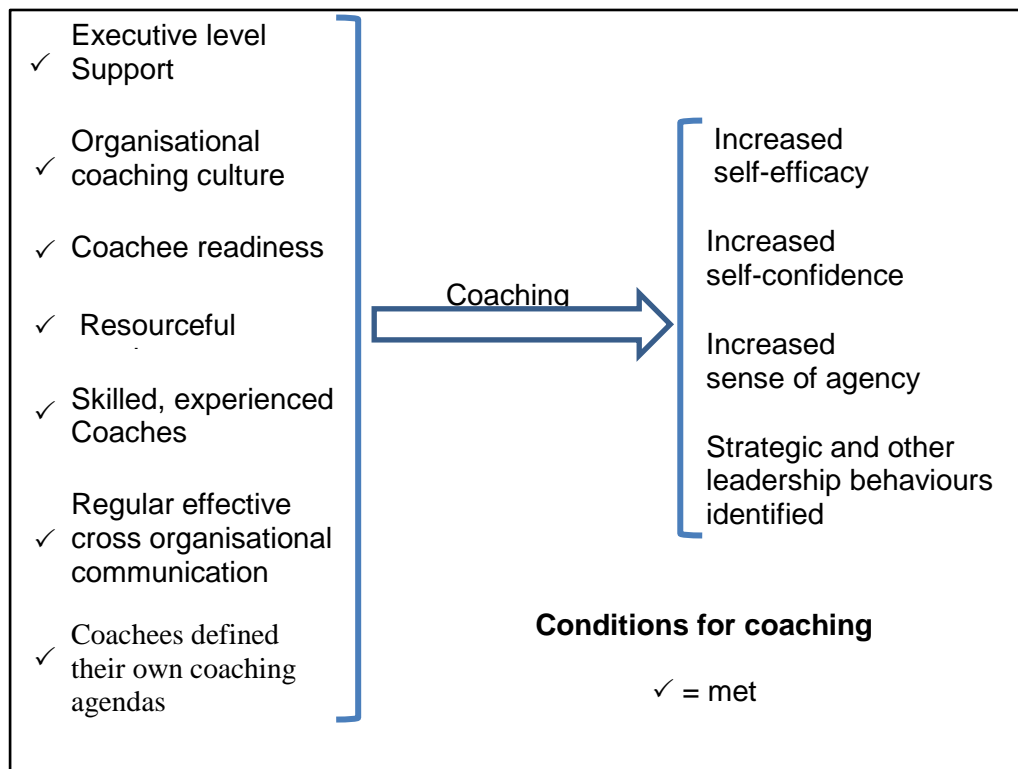 ✓ Executive level
Support
✓ Organisational
coaching culture
✓ Coachee readiness
✓ Resourceful
✓ Skilled, experienced
Coaches
Regular effective
✓ cross organisational
communication
✓ Coachees defined
their own coaching
agendas
Coaching
Increased
self-efficacy
Increased
self-confidence
Increased
sense of agency
Strategic and other
leadership behaviours
identified
Conditions for coaching
✓ = met